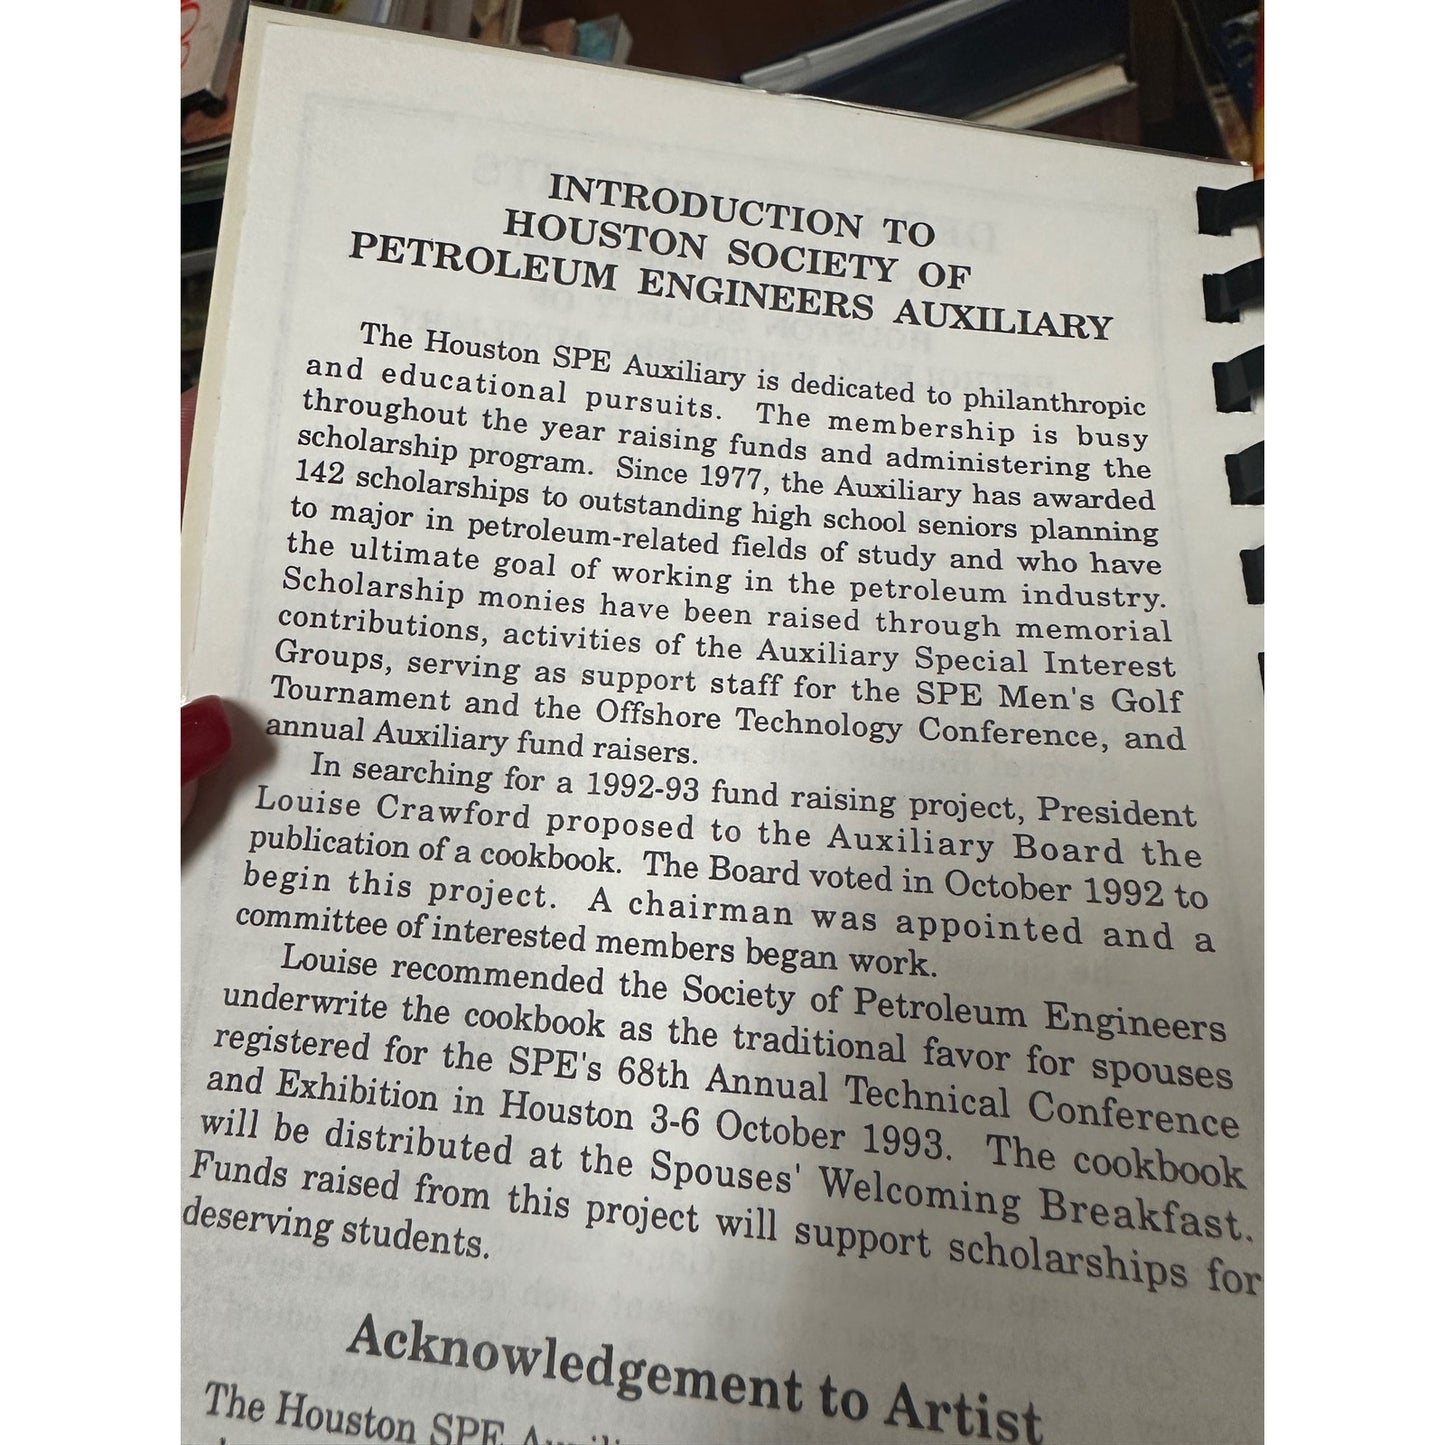 INTRODUCTION TO
HOUSTON SOCIETY OF
PETROLEUM ENGINEERS AUXILIARY
The Houston SPE Auxiliary is dedicated to philanthropic
and educational pursuits. The membership is busy
throughout the year raising funds and administering the
scholarship program. Since 1977, the Auxiliary has awarded
142 scholarships to outstanding high school seniors planning
to major in petroleum-related fields of study and who have
the ultimate goal of working in the petroleum industry.
Scholarship monies have been raised through memorial
contributions, activities of the Auxiliary Special Interest
Groups, serving as support staff for the SPE Men's Golf
Tournament and the Offshore Technology Conference, and
annual Auxiliary fund raisers.
In searching for a 1992-93 fund raising project, President
Louise Crawford proposed to the Auxiliary Board the
publication of a cookbook. The Board voted in October 1992 to
begin this project. A chairman was appointed and a
committee of interested members began work.
Louise recommended the Society of Petroleum Engineers
underwrite the cookbook as the traditional favor for spouses
registered for the SPE's 68th Annual Technical Conference
and Exhibition in Houston 3-6 October 1993. The cookbook
will be distributed at the Spouses' Welcoming Breakfast.
Funds raised from this project will support scholarships for
deserving students.
Acknowledgement to Artist
The Houston SPE